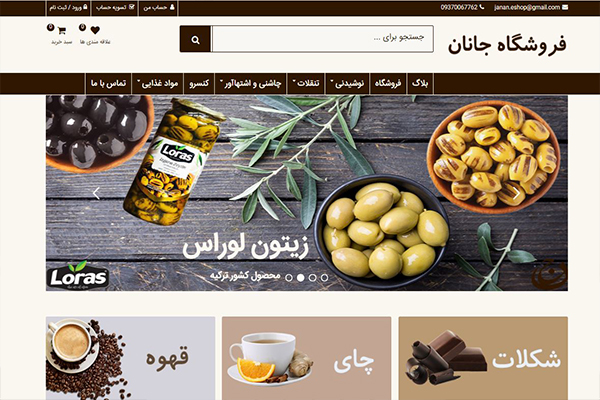 janan.eshop@gmail.com 09370067762 حساب من تسویه حساب ورود / ثبت نام
فروشگاه جانان
جستجو برای ...
0 علاقه مندی ها
0 سبد خرید
بلاگ فروشگاه نوشیدنی تنقلات چاشنی و اشتهاآور کنسرو مواد غذایی تماس با ما
Loras
زیتون لوراس
محصول کشور ترکیه
Loras
شکلات
چای
قهوه